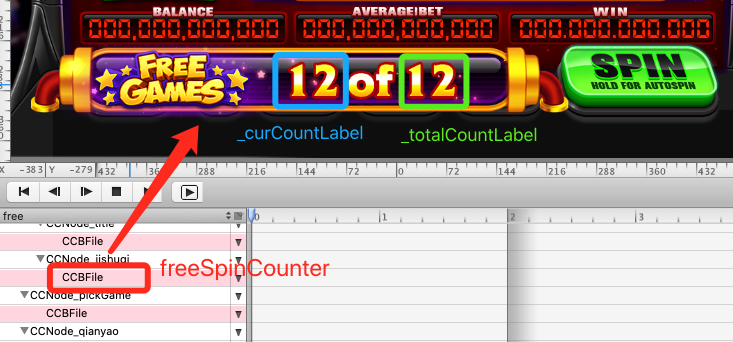 BALANCE AVERAGE BET WIN
000,000,000,000 000.000.000 000.000.000.000
FREE GAMES 12 of 12 SPIN
HOLD FOR AUTOSPIN
_curCountLabel _totalCountLabel
X -383 Y -279 432 360 288 216 144 72 0 72 144 216 288 360 432
free 0 1 2 3
CCNode_title
CCBFile
CCNode_jishuqi
CCBFile freeSpinCounter
CCNode_pickGame
CCBFile
CCNode_qianyao